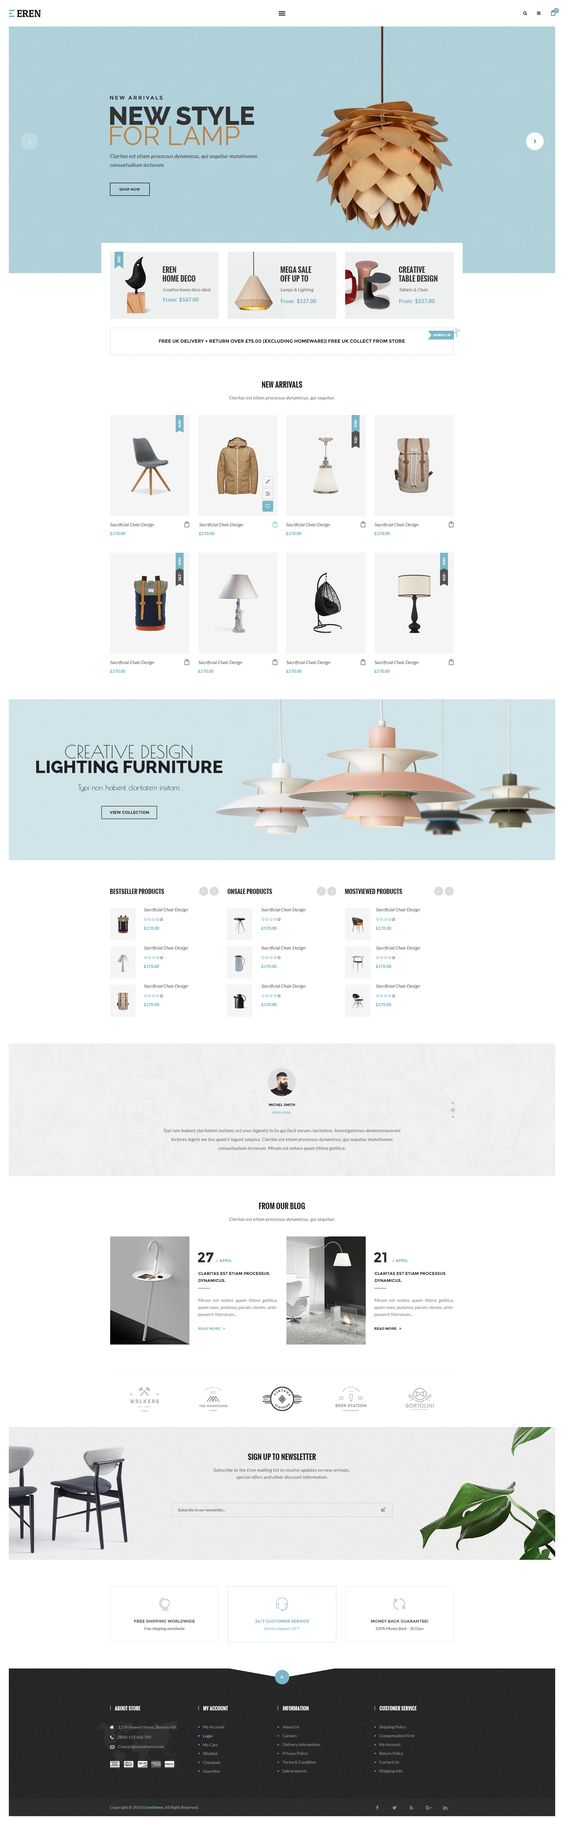 EREN
NEW ARRIVALS
NEW STYLE
FOR LAMP
Claritas est etiam processus dynamicus, qui sequitur mutationem
consuetudium lectorum.
SHOP NOW
EREN
HOME DECO
Creative home deco ideal
From: $167.00
MEGA SALE
OFF UP TO
Lamps & Lighting
From: $127.00
CREATIVE
TABLE DESIGN
Tablets & Chair
From: $227.00
FREE UK DELIVERY + RETURN OVER £75.00 (EXCLUDING HOMEWARE)| FREE UK COLLECT FROM STORE
HURRY UP
NEW ARRIVALS
Claritas est etiam processus dynamicus, qui sequitur.
Sacrificial Chair Design
£170.00
Sacrificial Chair Design
£170.00
Sacrificial Chair Design
£170.00
Sacrificial Chair Design
£170.00
Sacrificial Chair Design
£170.00
Sacrificial Chair Design
£170.00
Sacrificial Chair Design
£170.00
Sacrificial Chair Design
£170.00
CREATIVE DESIGN
LIGHTING FURNITURE
Typi non habent claritatem insitam.
VIEW COLLECTION
BESTSELLER PRODUCTS
Sacrificial Chair Design
£170.00
Sacrificial Chair Design
£170.00
Sacrificial Chair Design
£170.00
ONSALE PRODUCTS
Sacrificial Chair Design
£170.00
Sacrificial Chair Design
£170.00
Sacrificial Chair Design
£170.00
MOSTVIEWED PRODUCTS
Sacrificial Chair Design
£170.00
Sacrificial Chair Design
£170.00
Sacrificial Chair Design
£170.00
MICHEL SMITH
Typi non habent claritatem insitam, est usus legentis in iis qui facit eorum claritatem. Investigationes demonstraverunt
lectores legere me lius quod ii legunt saepius. Claritas est etiam processus dynamicus, qui sequitur mutationem
consuetudium lectorum. Mirum est notare quam littera gothica.
FROM OUR BLOG
Claritas est etiam processus dynamicus, qui sequitur.
27 / APRIL
CLARITAS EST ETIAM PROCESSUS
DYNAMICUS.
Mirum est notare quam littera gothica,
quam nunc putamus parum claram, ante-
posuerit litterarum...
READ MORE >
21 / APRIL
CLARITAS EST ETIAM PROCESSUS
DYNAMICUS.
Mirum est notare quam littera gothica,
quam nunc putamus parum claram, ante-
posuerit litterarum...
READ MORE >
WALKERS
THE MOUNTAINS
VINTAGE
BEER STATION
BORTOLINI
SIGN UP TO NEWSLETTER
Subscribe to the Eren mailing list to receive updates on new arrivals,
special offers and other discount information.
Subscribe to our newsletter...
FREE SHIPPING WORLDWIDE
Free shipping worldwide
24/7 CUSTOMER SERVICE
Service Support 24/7
MONEY BACK GUARANTEE!
100% Money Back - 30 Days
ABOUT STORE
1234 Heaven Street, Beverly Hill.
(800) 123 456 789
MY ACCOUNT
My Account
Login
My Cart
Wishlist
Checkout
Userinfor
INFORMATION
About Us
Careers
Delivery Inforamtion
Privacy Policy
Terms & Condition
Sale products
CUSTOMER SERVICE
Shipping Policy
Compensation First
My Account
Return Policy
Contact Us
Shipping Info
Copyright © 2016 Erentheme. All Right Reserved.